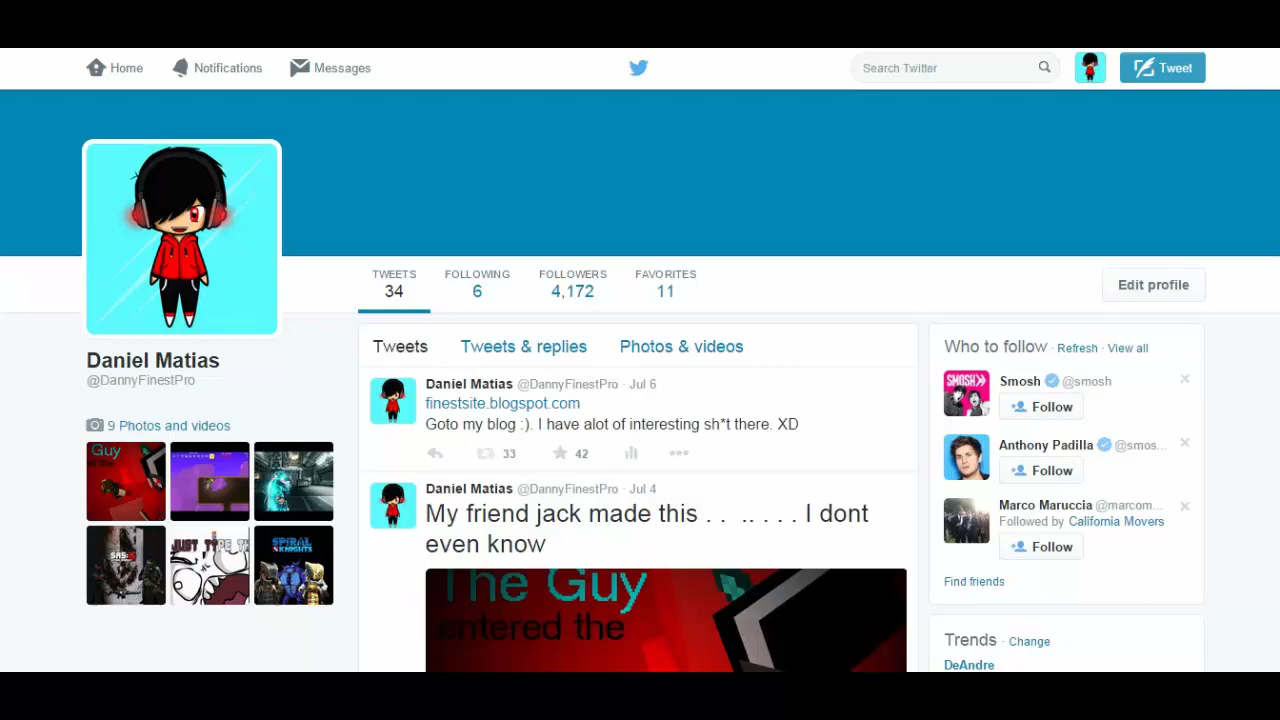 Home Notifications Messages Search Twitter Tweet
TWEETS FOLLOWING FOLLOWERS FAVORITES
34 6 4,172 11
Edit profile
Daniel Matias
@DannyFinestPro
9 Photos and videos
Guy
SAS:
JUST TYPE
SPIRAL
KNIGHTS
Tweets Tweets & replies Photos & videos
Daniel Matias @DannyFinestPro · Jul 6
finestsite.blogspot.com
Goto my blog :). I have alot of interesting sh*t there. XD
33 42
Daniel Matias @DannyFinestPro · Jul 4
My friend jack made this . . .. . . . I dont
even know
The Guy
entered the
Who to follow · Refresh · View all
SMOSH
Smosh @smosh
Follow
Anthony Padilla @smos...
Follow
Marco Maruccia @marcom...
Followed by California Movers
Follow
Find friends
Trends · Change
DeAndre